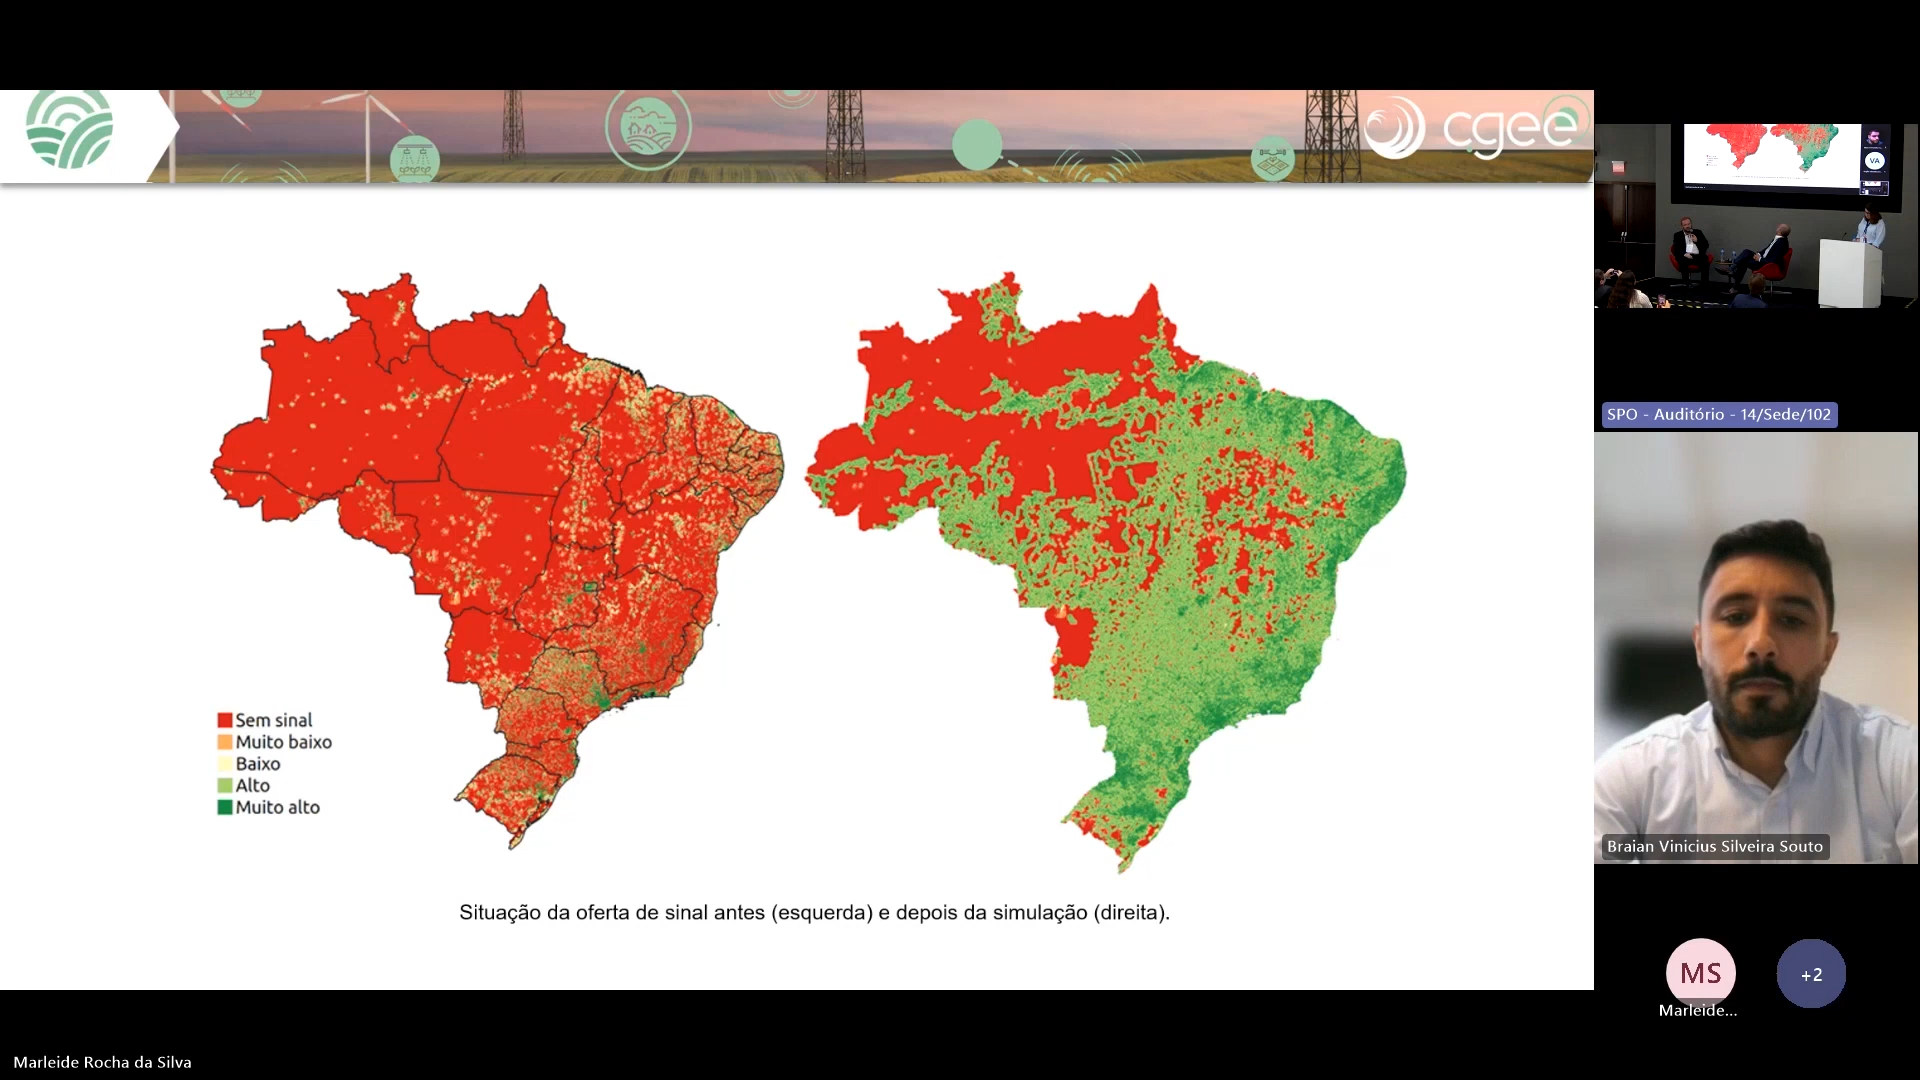 cgee
Sem sinal
Muito baixo
Baixo
Alto
Muito alto
Situação da oferta de sinal antes (esquerda) e depois da simulação (direita).
VA
SPO - Auditório - 14/Sede/102
Braian Vinicius Silveira Souto
MS
+2
Marleide...
Marleide Rocha da Silva